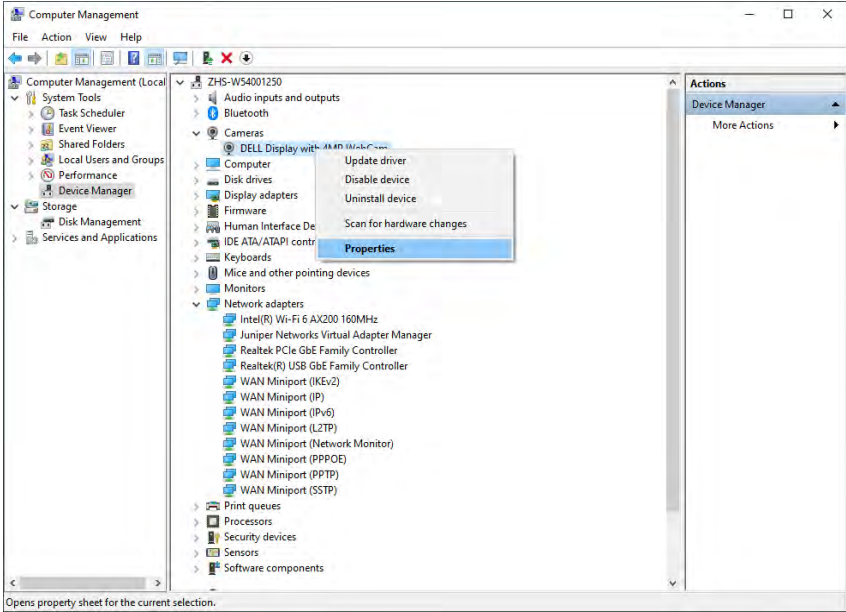 Computer Management
File Action View Help
Computer Management (Local
System Tools
Task Scheduler
Event Viewer
Shared Folders
Local Users and Groups
Performance
Device Manager
Storage
Disk Management
Services and Applications
ZHS-W54001250
Audio inputs and outputs
Bluetooth
Cameras
DELL Display with 4MP WebCam
Computer
Disk drives
Display adapters
Firmware
Human Interface De
IDE ATA/ATAPI contr
Keyboards
Mice and other pointing devices
Monitors
Network adapters
Intel(R) Wi-Fi 6 AX200 160MHz
Juniper Networks Virtual Adapter Manager
Realtek PCIe GbE Family Controller
Realtek(R) USB GbE Family Controller
WAN Miniport (IKEv2)
WAN Miniport (IP)
WAN Miniport (IPv6)
WAN Miniport (L2TP)
WAN Miniport (Network Monitor)
WAN Miniport (PPPOE)
WAN Miniport (PPTP)
WAN Miniport (SSTP)
Print queues
Processors
Security devices
Sensors
Software components
Update driver
Disable device
Uninstall device
Scan for hardware changes
Properties
Actions
Device Manager
More Actions
Opens property sheet for the current selection.